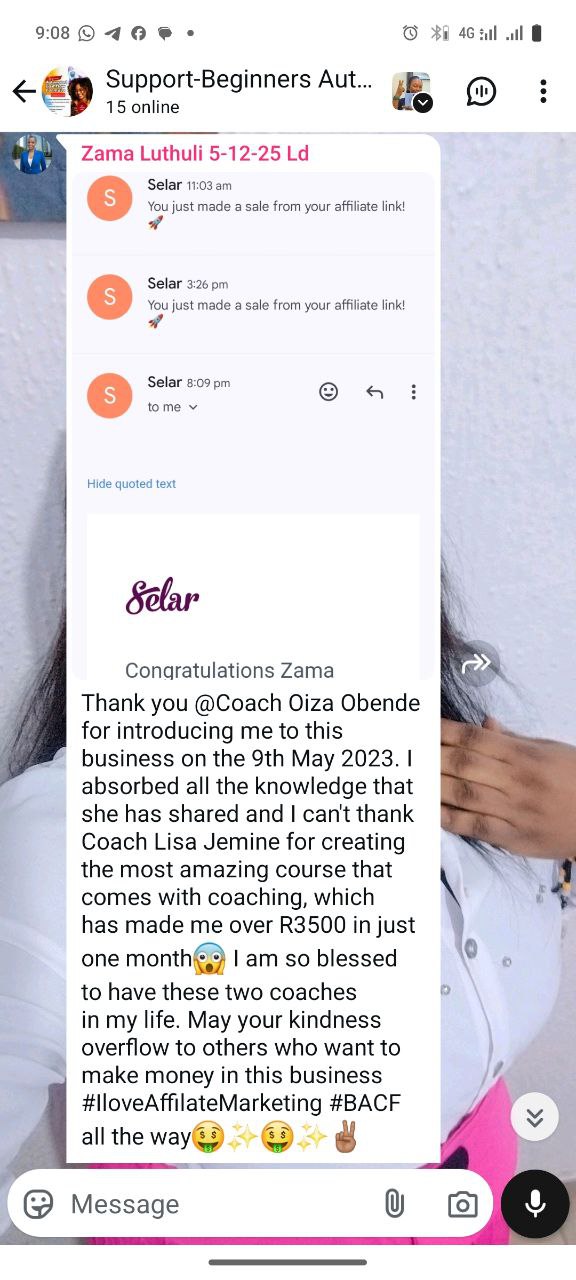 9:08
4G
Support-Beginners Aut...
15 online
Zama Luthuli 5-12-25 Ld
S
Selar 11:03 am
You just made a sale from your affiliate link!
🚀
S
Selar 3:26 pm
You just made a sale from your affiliate link!
🚀
S
Selar 8:09 pm
to me
Hide quoted text
Selar
Congratulations Zama
Thank you @Coach Oiza Obende
for introducing me to this
business on the 9th May 2023. I
absorbed all the knowledge that
she has shared and I can't thank
Coach Lisa Jemine for creating
the most amazing course that
comes with coaching, which
has made me over R3500 in just
one month😱 I am so blessed
to have these two coaches
in my life. May your kindness
overflow to others who want to
make money in this business
#IloveAffilateMarketing #BACF
all the way🤑✨🤑✨✌🏾
Message